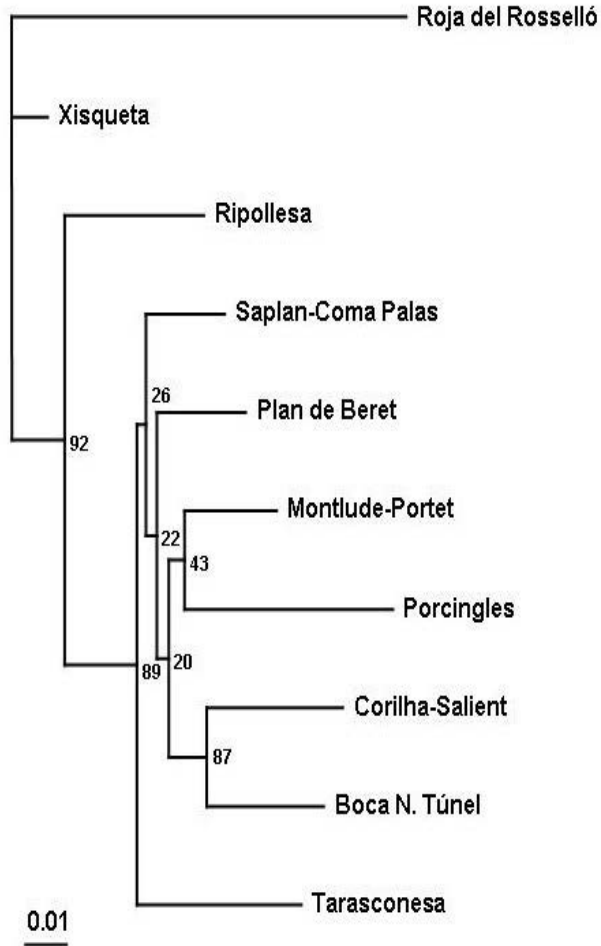 Roja del Rosselló
Xisqueta
Ripollesa
Saplan-Coma Palas
26
Plan de Beret
92
Montlude-Portet
22
43
Porcingles
89
20
Corilha-Salient
87
Boca N. Túnel
Tarasconesa
0.01